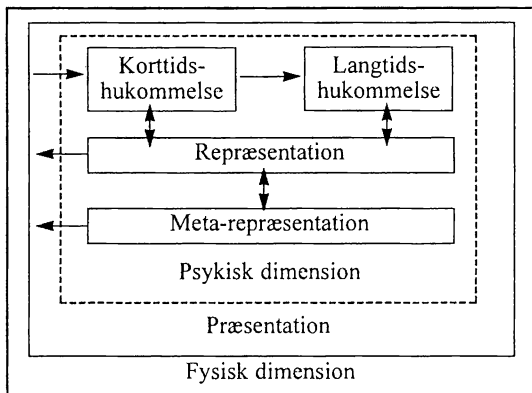 Korttids-
hukommelse
Langtids-
hukommelse
Repræsentation
Meta-repræsentation
Psykisk dimension
Præsentation
Fysisk dimension